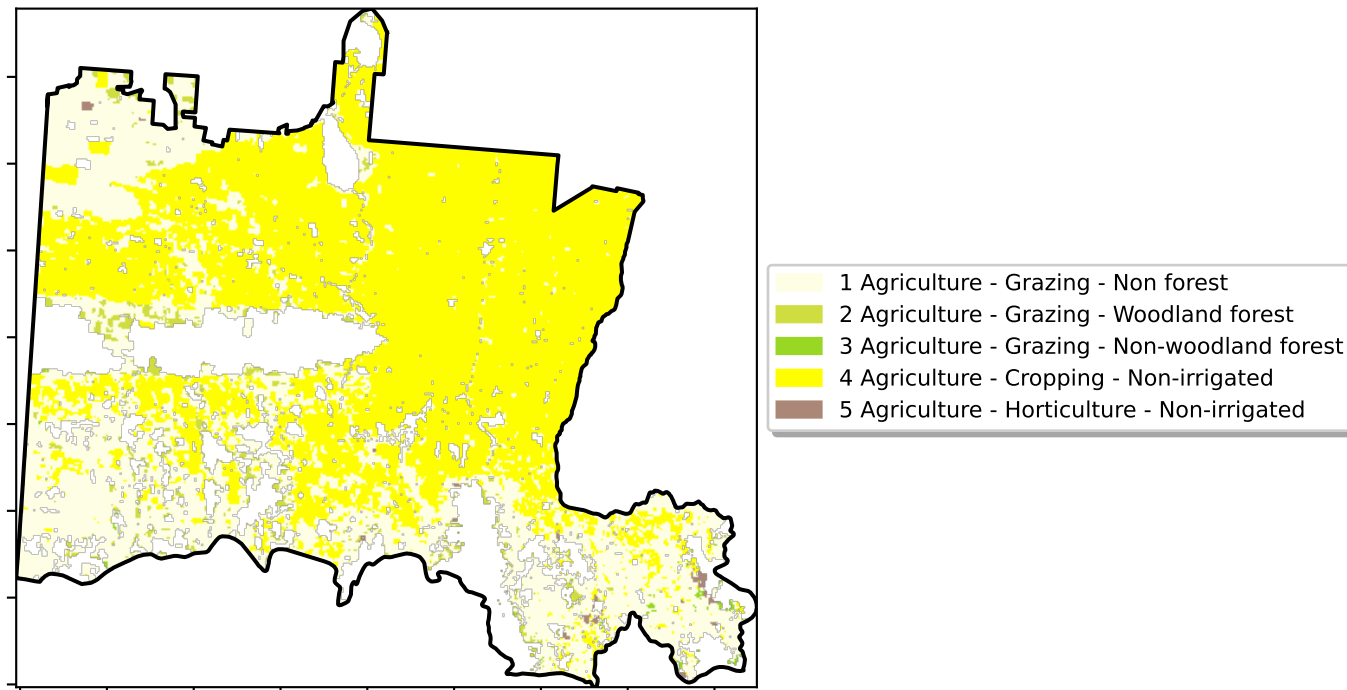 1 Agriculture - Grazing - Non forest
2 Agriculture - Grazing - Woodland forest
3 Agriculture - Grazing - Non-woodland forest
4 Agriculture - Cropping - Non-irrigated
5 Agriculture - Horticulture - Non-irrigated